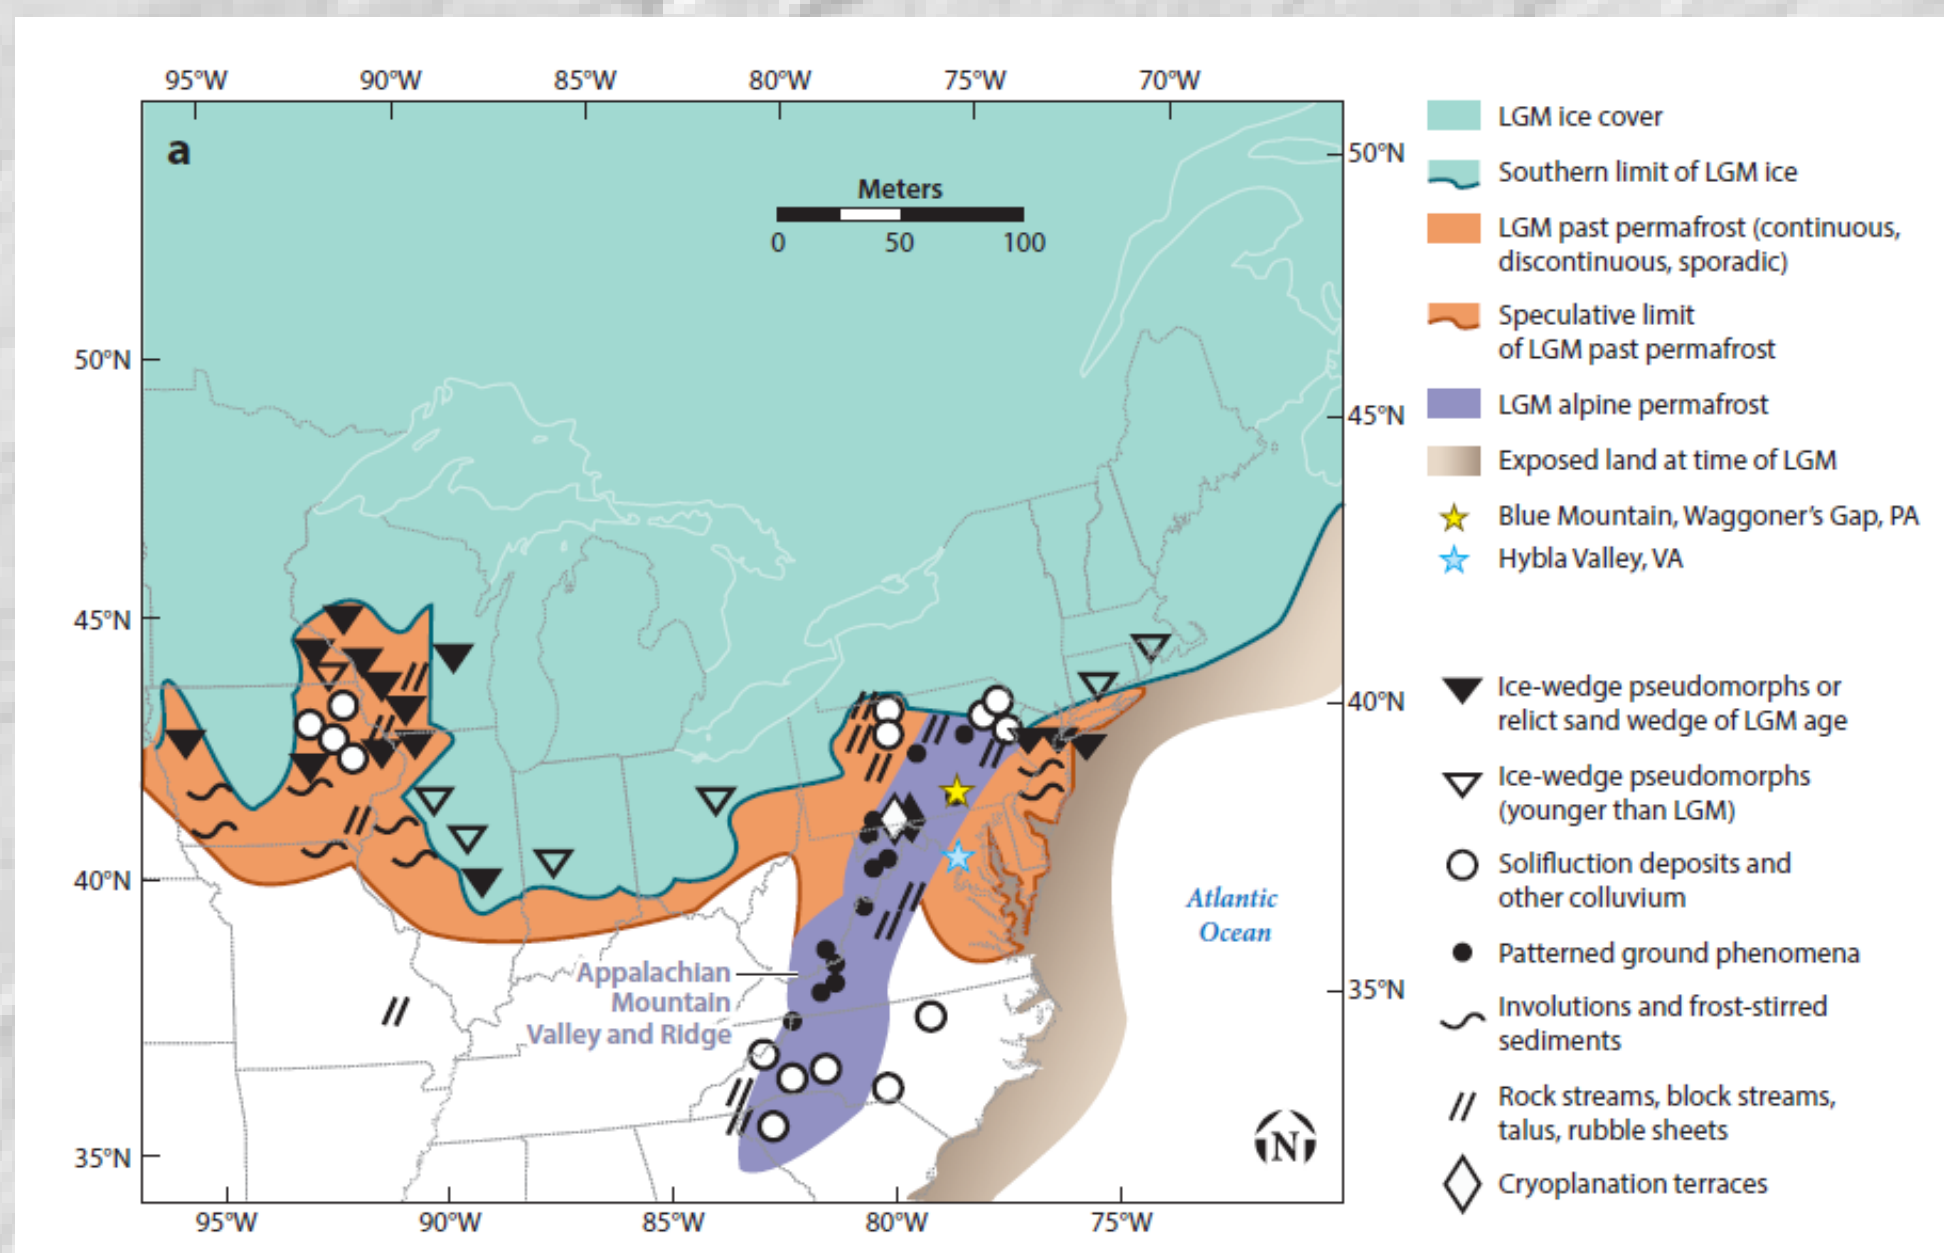 95°W 90°W 85°W 80°W 75°W 70°W
a
Meters
0 50 100
50°N
45°N
40°N
35°N
50°N
45°N
40°N
35°N
Appalachian
Mountain
Valley and Ridge
Atlantic
Ocean
N
95°W 90°W 85°W 80°W 75°W
LGM ice cover
Southern limit of LGM ice
LGM past permafrost (continuous,
discontinuous, sporadic)
Speculative limit
of LGM past permafrost
LGM alpine permafrost
Exposed land at time of LGM
Blue Mountain, Waggoner's Gap, PA
Hybla Valley, VA
Ice-wedge pseudomorphs or
relict sand wedge of LGM age
Ice-wedge pseudomorphs
(younger than LGM)
Solifluction deposits and
other colluvium
Patterned ground phenomena
Involutions and frost-stirred
sediments
Rock streams, block streams,
talus, rubble sheets
Cryoplanation terraces